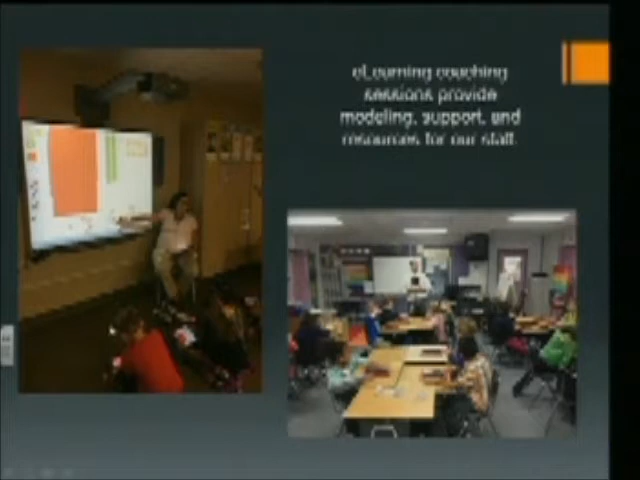 eLearning coaching
sessions provide
modeling, support, and
resources for our staff.